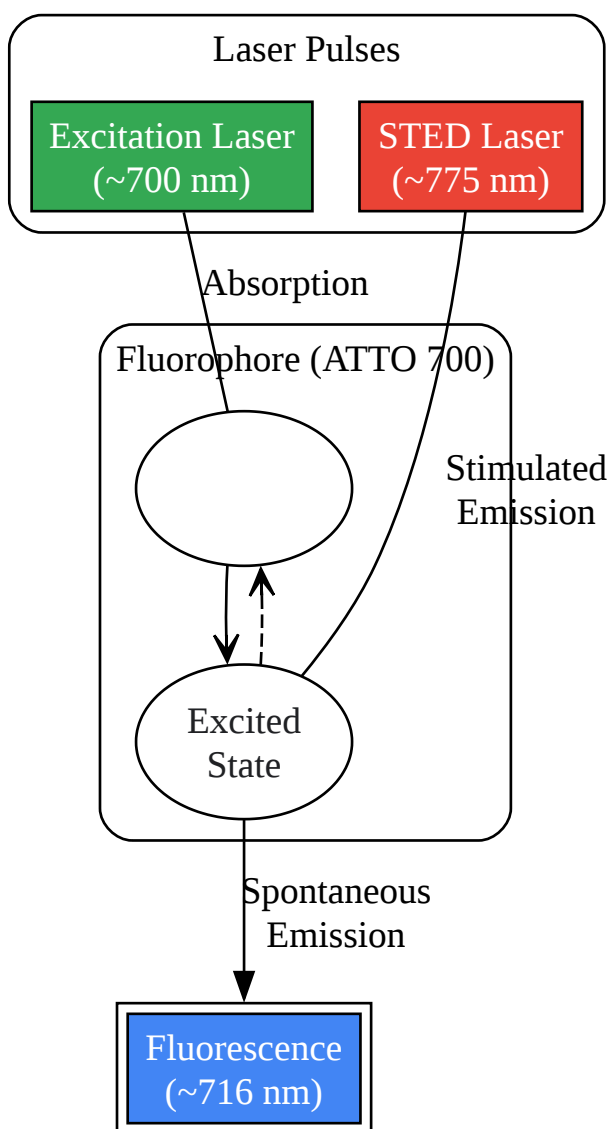 Laser Pulses
Excitation Laser
(~700 nm)
STED Laser
(~775 nm)
Absorption
Fluorophore (ATTO 700)
Stimulated
Emission
Excited
State
Spontaneous
Emission
Fluorescence
(~716 nm)